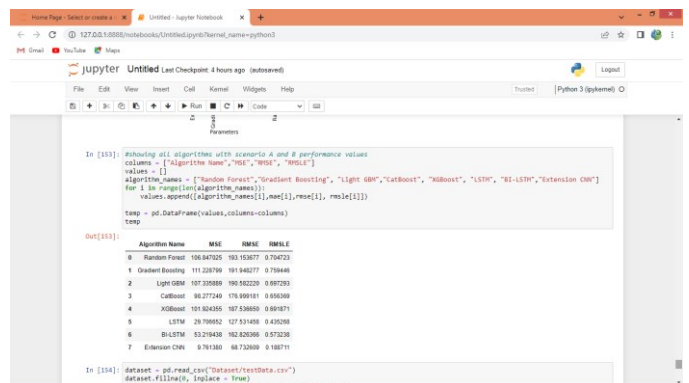 Home Page - Select or create a n
Untitled - Jupyter Notebook
127.0.0.1:8888/notebooks/Untitled.ipynb?kernel_name=python3
Gmail YouTube Maps
jupyter Untitled Last Checkpoint: 4 hours ago (autosaved)
Logout
File Edit View Insert Cell Kernel Widgets Help
Trusted Python 3 (ipykernel)
Run Code
Parameters
In [153]: #showing all algorithms with scenario A and B performance values
columns = ["Algorithm Name","MSE","RMSE", "RMSLE"]
values = []
algorithm_names = ["Random Forest","Gradient Boosting", "Light GBM","CatBoost", "XGBoost", "LSTM", "BI-LSTM","Extension CNN"]
for i in range(len(algorithm_names)):
values.append([algorithm_names[i],mae[i],rmse[i], rmsle[i]])
temp = pd.DataFrame(values,columns=columns)
temp
Out[153]:
Algorithm Name MSE RMSE RMSLE
0 Random Forest 106.847025 193.153677 0.704723
1 Gradient Boosting 111.228799 191.948277 0.759446
2 Light GBM 107.335889 190.582229 0.697293
3 CatBoost 98.277249 176.999181 0.656369
4 XGBoost 101.924355 187.536650 0.691871
5 LSTM 29.706652 127.531458 0.435268
6 BI-LSTM 53.219438 162.826366 0.573238
7 Extension CNN 9.761380 68.732689 0.188711
In [154]: dataset = pd.read_csv("Dataset/testData.csv")
dataset.fillna(0, inplace = True)